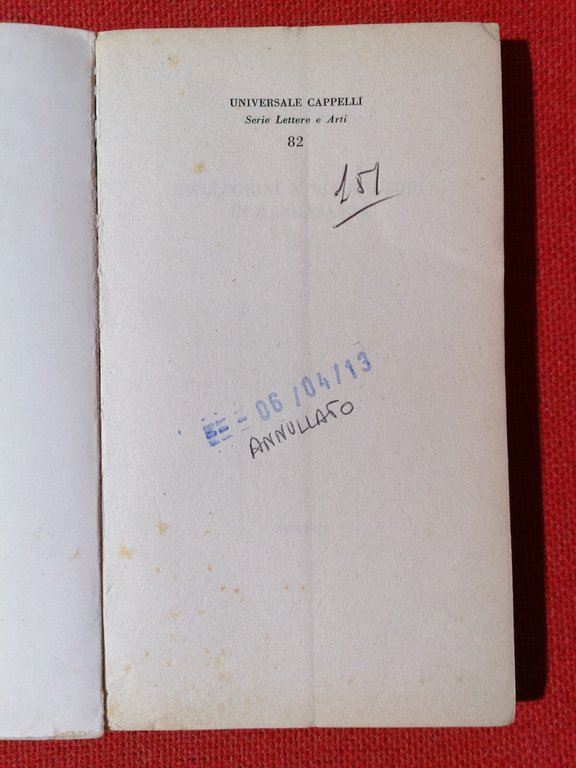 UNIVERSALE CAPPELLI
Serie Lettere e Arti
82
151
06/04/13
ANNULLATO